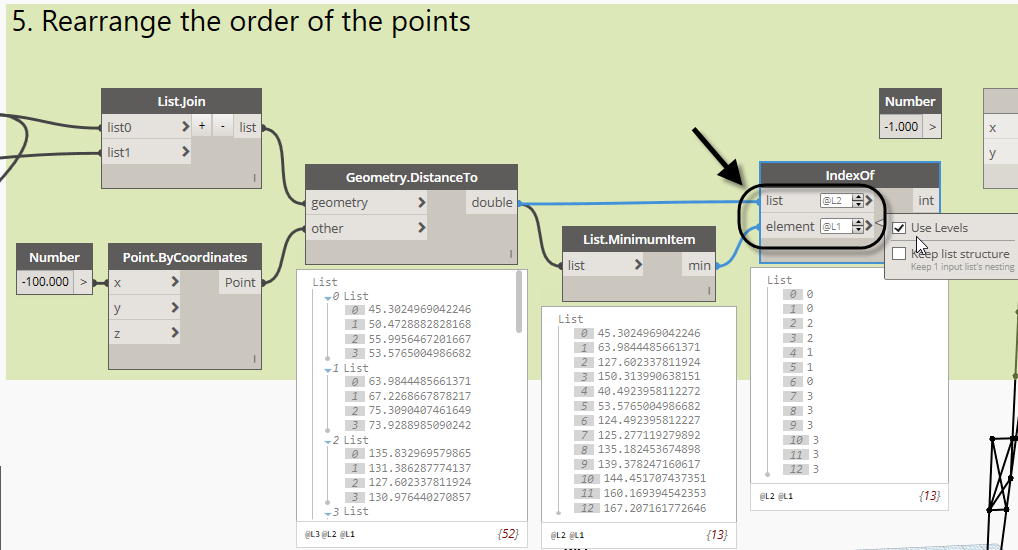 5. Rearrange the order of the points
List.Join
list0 > + - list
list1 >
l
Number
-100.000 >
Point.ByCoordinates
x > Point
y >
z >
l
Geometry.DistanceTo
geometry > double
other >
l
List
0 List
0 45.3024969042246
1 50.4728882828168
2 55.9956467201667
3 53.5765004986682
1 List
0 63.9844485661371
1 67.2268667878217
2 75.3090407461649
3 73.9288985090242
2 List
0 135.832969579865
1 131.386287774137
2 127.602337811924
3 130.976440270857
3 List
@L3 @L2 @L1 {52}
List.MinimumItem
list > min
l
List
0 45.3024969042246
1 63.9844485661371
2 127.602337811924
3 150.313990638151
4 40.4923958112272
5 53.5765004986682
6 124.492395812227
7 125.277119279892
8 135.182453674898
9 139.378247160617
10 144.451707437351
11 160.169394542353
12 167.207161772646
@L2 @L1 {13}
Number
-1.000 >
IndexOf
list @L2 > int
element @L1 > <
Use Levels
Keep list structure
Keep 1 input list's nesting
List
0 0
1 0
2 2
3 2
4 1
5 1
6 0
7 3
8 3
9 3
10 3
11 3
12 3
@L2 @L1 {13}
x
y